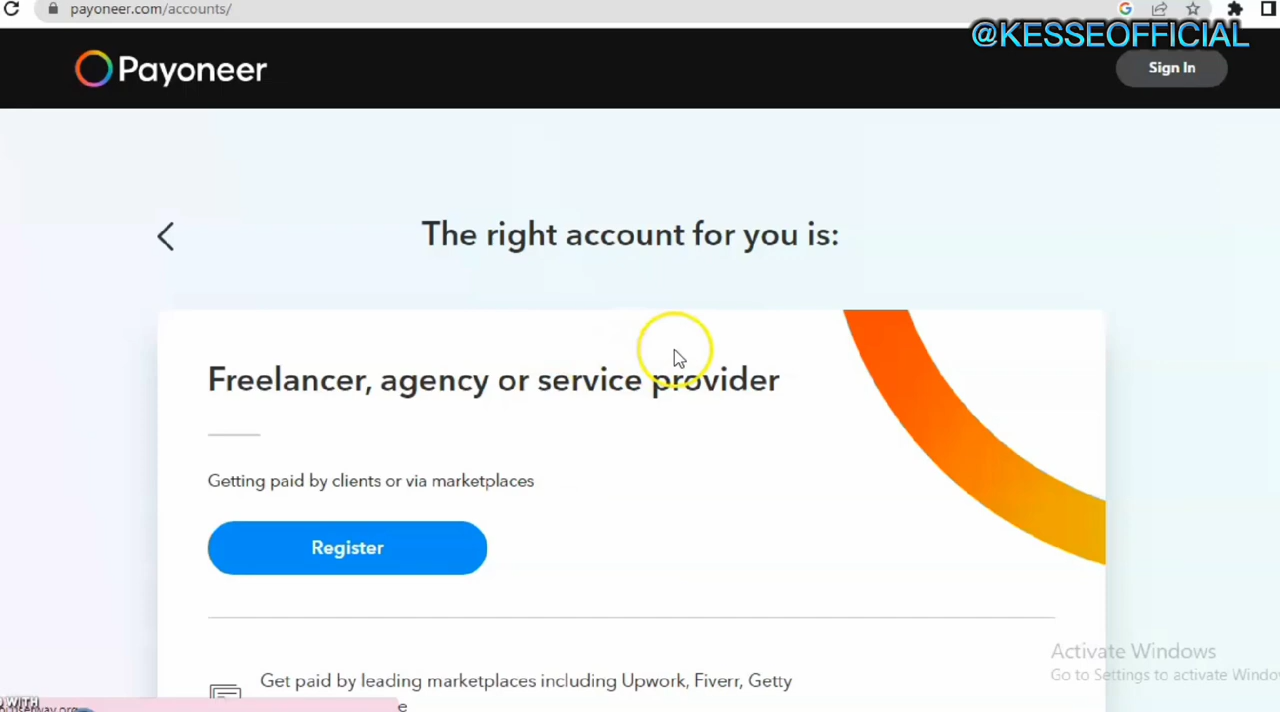 payoneer.com/accounts/
@KESSEOFFICIAL
Payoneer
Sign In
The right account for you is:
Freelancer, agency or service provider
Getting paid by clients or via marketplaces
Register
Activate Windows
Go to Settings to activate Windo
Get paid by leading marketplaces including Upwork, Fiverr, Getty
WITH